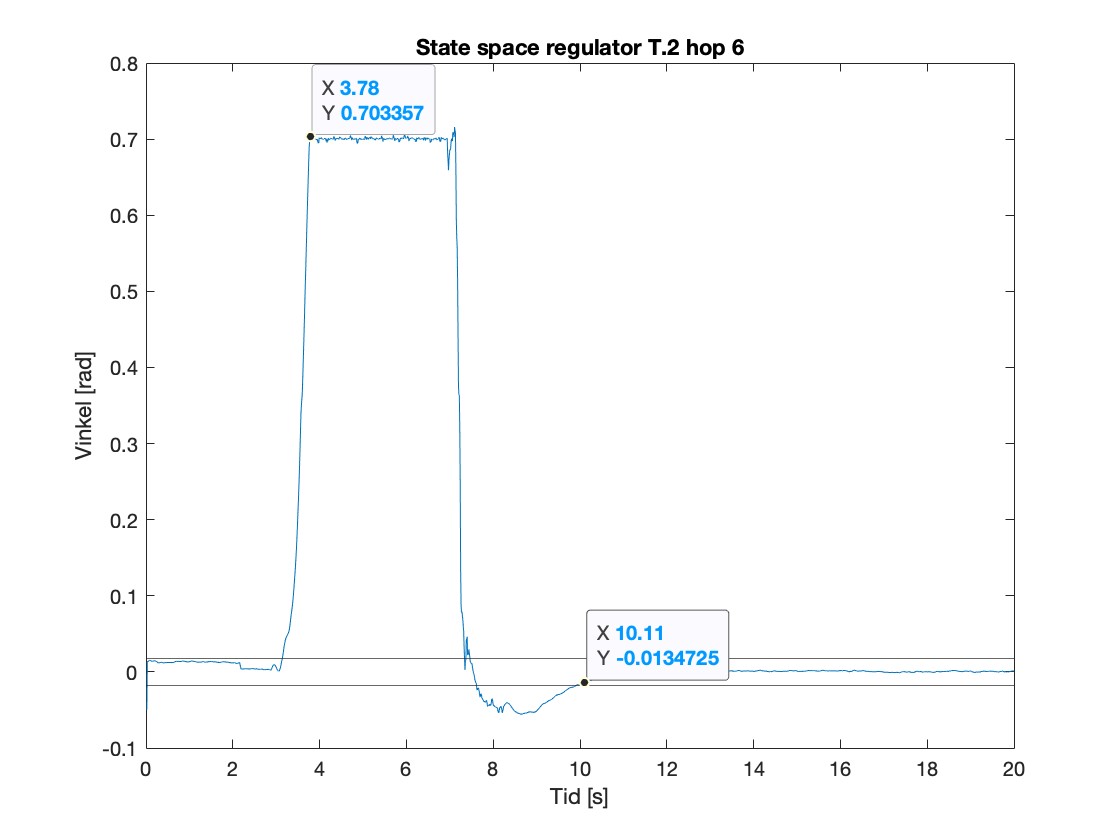 State space regulator T.2 hop 6
0.8
X 3.78
Y 0.703357
0.7
0.6
0.5
0.4
Vinkel [rad]
0.3
0.2
0.1
X 10.11
Y -0.0134725
0
-0.1
0 2 4 6 8 10 12 14 16 18 20
Tid [s]